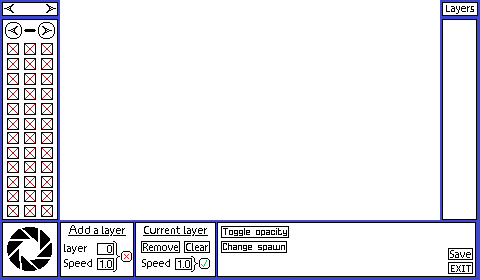 Layers
Add a layer
layer 0
Speed 1.0
Current layer
Remove Clear
Speed 1.0
Toggle opacity
Change spawn
Save
EXIT